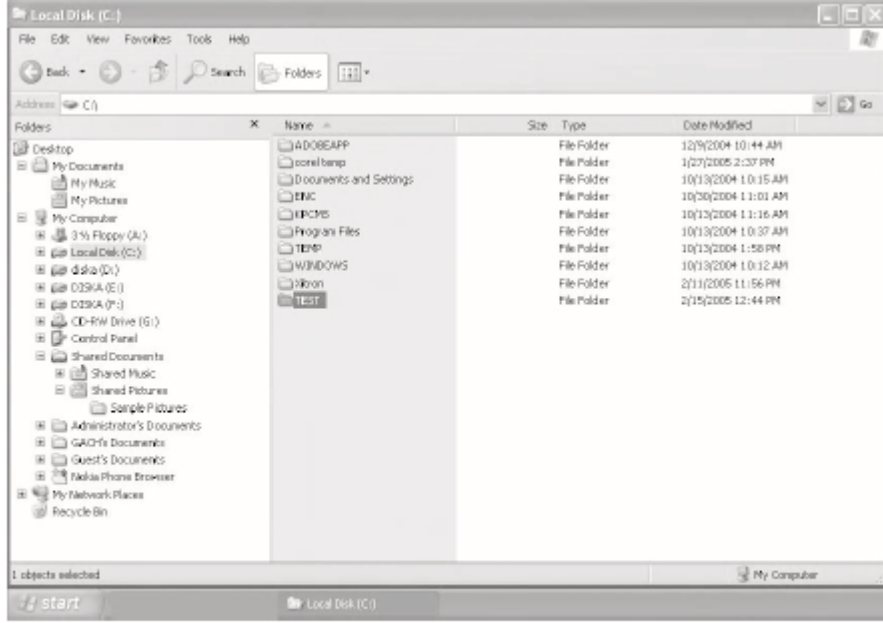 Local Disk (C:)
File Edit View Favorites Tools Help
Back Search Folders
Address C:\ Go
Folders x Name Size Type Date Modified
Desktop
My Documents
My Music
My Pictures
My Computer
3½ Floppy (A:)
Local Disk (C:)
diska (D:)
DISKA (E:)
DISKA (F:)
CD-RW Drive (G:)
Control Panel
Shared Documents
Shared Music
Shared Pictures
Sample Pictures
Administrator's Documents
GACH's Documents
Guest's Documents
Nokia Phone Browser
My Network Places
Recycle Bin
ADOBEAPP File Folder 12/9/2004 10:44 AM
corel temp File Folder 1/27/2005 2:37 PM
Documents and Settings File Folder 10/13/2004 10:15 AM
ENC File Folder 10/30/2004 11:01 AM
KPCMS File Folder 10/13/2004 11:16 AM
Program Files File Folder 10/13/2004 10:37 AM
TEMP File Folder 10/13/2004 1:58 PM
WINDOWS File Folder 10/13/2004 10:12 AM
Xitron File Folder 2/11/2005 11:56 PM
TEST File Folder 2/15/2005 12:44 PM
1 objects selected My Computer
start Local Disk (C:)